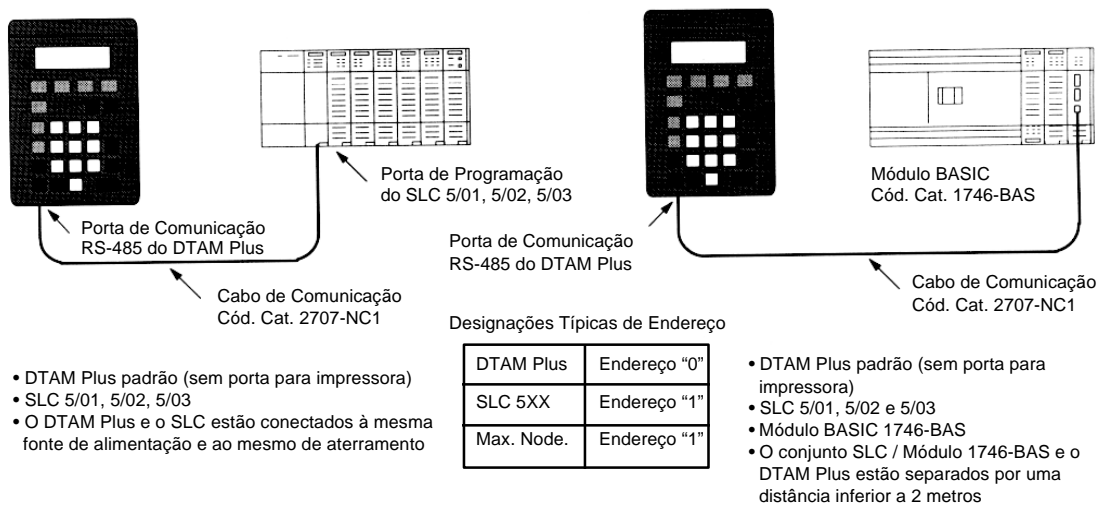 Porta de Programação
do SLC 5/01, 5/02, 5/03
Porta de Comunicação
RS-485 do DTAM Plus
Cabo de Comunicação
Cód. Cat. 2707-NC1
• DTAM Plus padrão (sem porta para impressora)
• SLC 5/01, 5/02, 5/03
• O DTAM Plus e o SLC estão conectados à mesma
fonte de alimentação e ao mesmo de aterramento
Módulo BASIC
Cód. Cat. 1746-BAS
Porta de Comunicação
RS-485 do DTAM Plus
Cabo de Comunicação
Cód. Cat. 2707-NC1
Designações Típicas de Endereço
DTAM Plus Endereço “0”
SLC 5XX Endereço “1”
Max. Node. Endereço “1”
• DTAM Plus padrão (sem porta para
impressora)
• SLC 5/01, 5/02 e 5/03
• Módulo BASIC 1746-BAS
• O conjunto SLC / Módulo 1746-BAS e o
DTAM Plus estão separados por uma
distância inferior a 2 metros